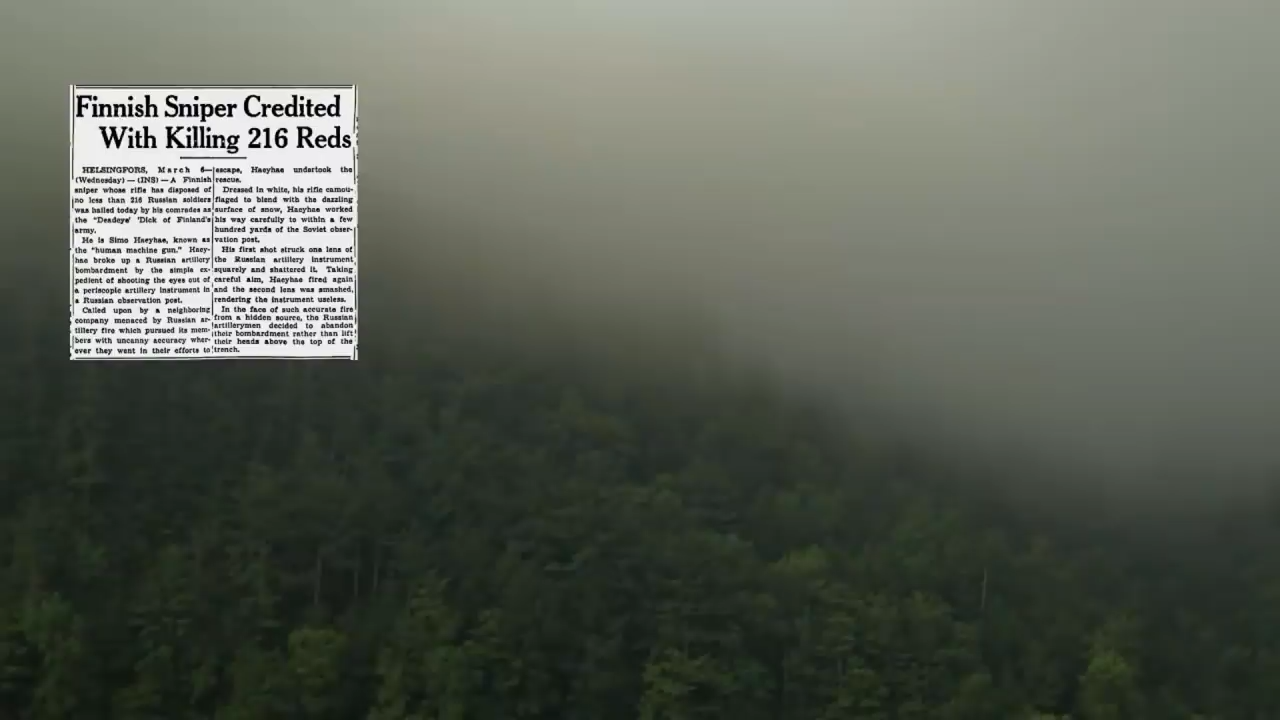 Finnish Sniper Credited
With Killing 216 Reds
HELSINGFORS, March 6—
(Wednesday) — (INS) — A Finnish
sniper whose rifle has disposed of
no less than 216 Russian soldiers
was hailed today by his comrades as
the "Deadeye' 'Dick of Finland's
army.
He is Simo Haeyhae, known as
the "human machine gun." Haey-
hae broke up a Russian artillery
bombardment by the simple ex-
pedient of shooting the eyes out of
a periscopic artillery instrument in
a Russian observation post.
Called upon by a neighboring
company menaced by Russian ar-
tillery fire which pursued its mem-
bers with uncanny accuracy wher-
ever they went in their efforts to
escape, Haeyhae undertook the
rescue.
Dressed in white, his rifle camou-
flaged to blend with the dazzling
surface of snow, Haeyhae worked
his way carefully to within a few
hundred yards of the Soviet obser-
vation post.
His first shot struck one lens of
the Russian artillery instrument
squarely and shattered it. Taking
careful aim, Haeyhae fired again
and the second lens was smashed,
rendering the instrument useless.
In the face of such accurate fire
from a hidden source, the Russian
artillerymen decided to abandon
their bombardment rather than lift
their heads above the top of the
trench.